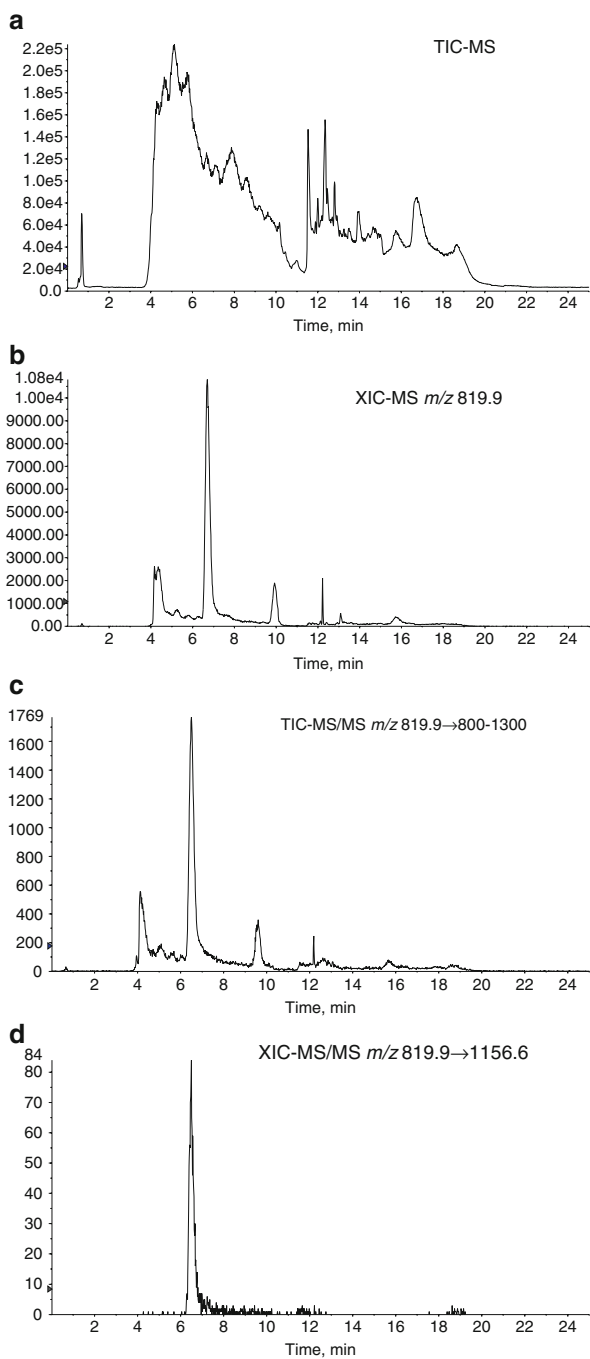 a
TIC-MS
2.2e5
2.0e5
1.8e5
1.6e5
1.4e5
1.2e5
1.0e5
8.0e4
6.0e4
4.0e4
2.0e4
0.0
2 4 6 8 10 12 14 16 18 20 22 24
Time, min
b
XIC-MS m/z 819.9
1.08e4
1.00e4
9000.00
8000.00
7000.00
6000.00
5000.00
4000.00
3000.00
2000.00
1000.00
0.00
2 4 6 8 10 12 14 16 18 20 22 24
Time, min
c
TIC-MS/MS m/z 819.9→800-1300
1769
1600
1400
1200
1000
800
600
400
200
0
2 4 6 8 10 12 14 16 18 20 22 24
Time, min
d
XIC-MS/MS m/z 819.9→1156.6
84
80
70
60
50
40
30
20
10
0
2 4 6 8 10 12 14 16 18 20 22 24
Time, min